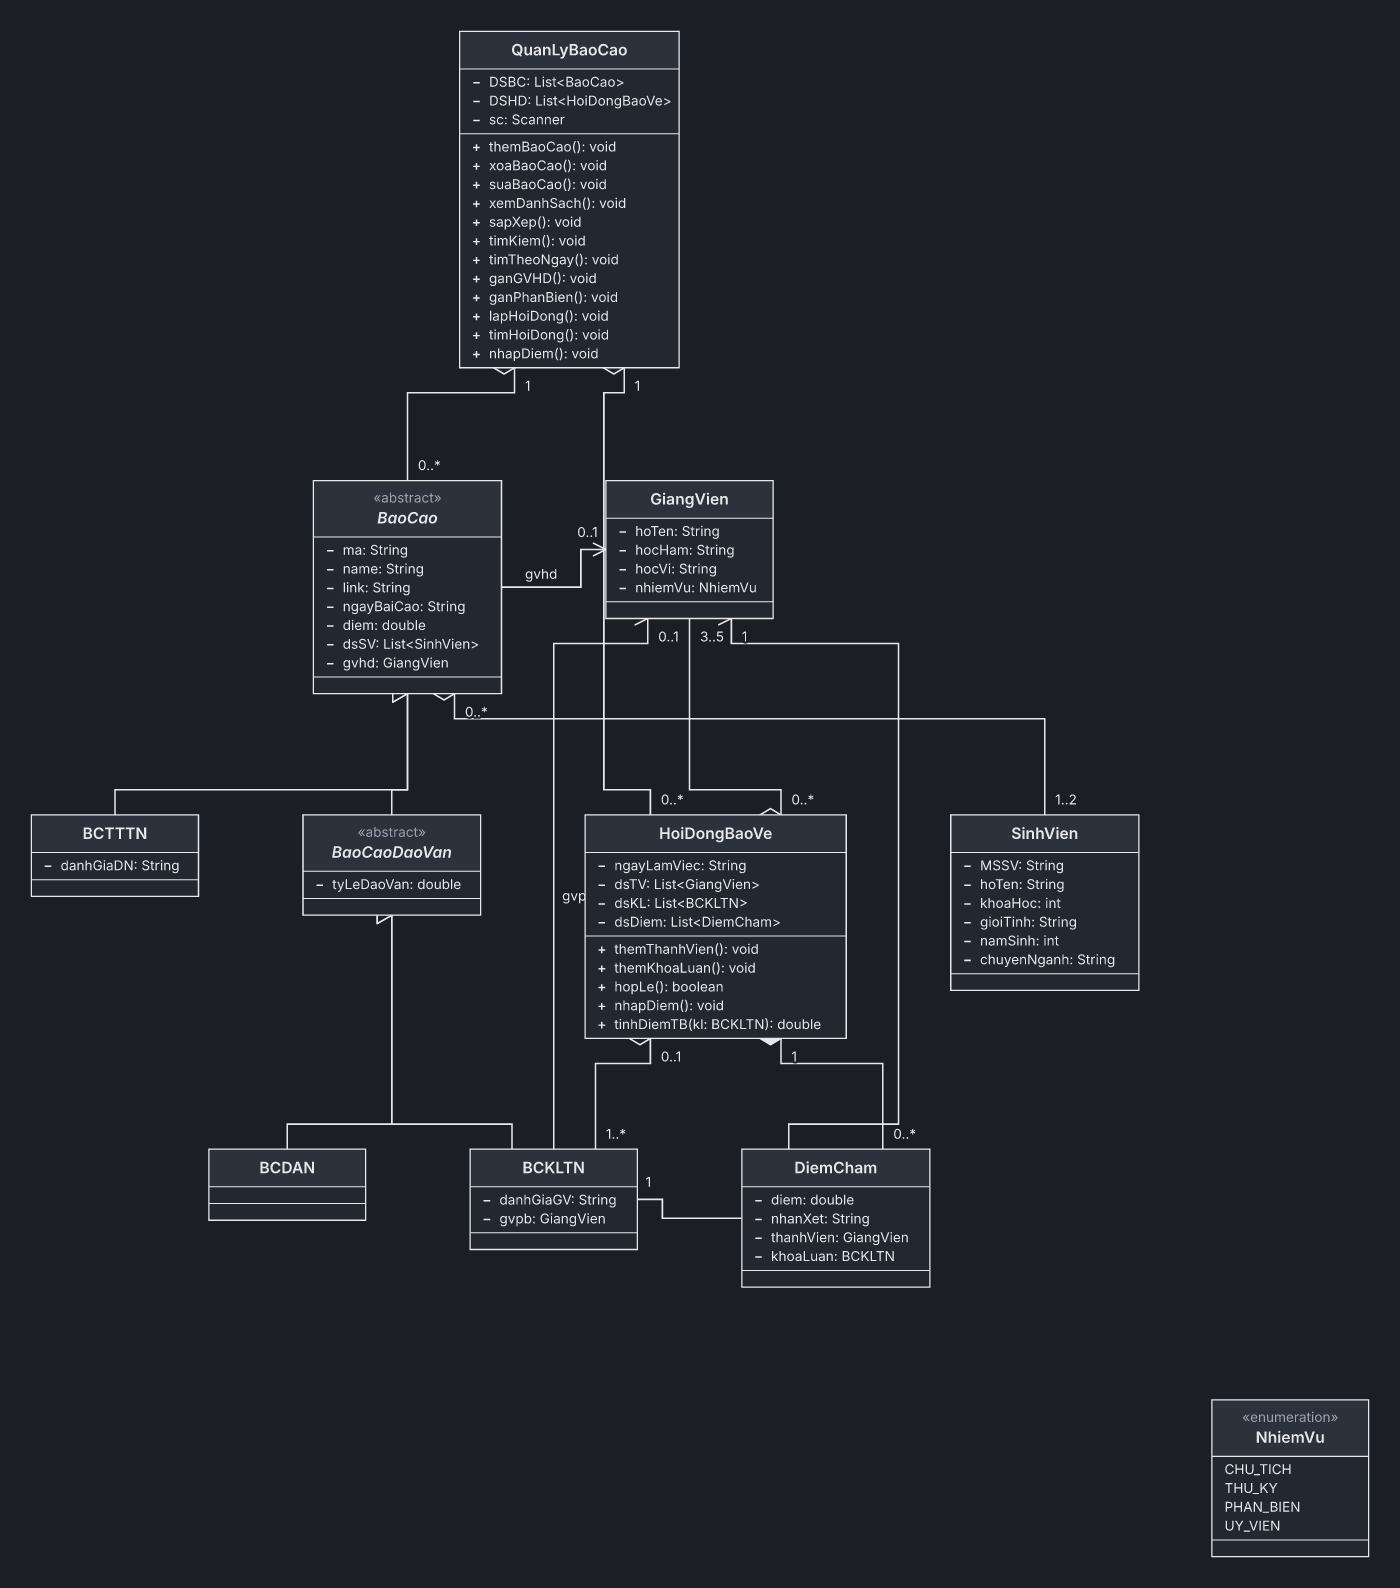 QuanLyBaoCao
− DSBC: List<BaoCao>
− DSHD: List<HoiDongBaoVe>
− sc: Scanner
+ themBaoCao(): void
+ xoaBaoCao(): void
+ suaBaoCao(): void
+ xemDanhSach(): void
+ sapXep(): void
+ timKiem(): void
+ timTheoNgay(): void
+ ganGVHD(): void
+ ganPhanBien(): void
+ lapHoiDong(): void
+ timHoiDong(): void
+ nhapDiem(): void
1
1
0..*
«abstract»
BaoCao
− ma: String
− name: String
− link: String
− ngayBaiCao: String
− diem: double
− dsSV: List<SinhVien>
− gvhd: GiangVien
gvhd
0..1
GiangVien
− hoTen: String
− hocHam: String
− hocVi: String
− nhiemVu: NhiemVu
0..1
3..5
1
0..*
0..*
0..*
1..2
BCTTTN
− danhGiaDN: String
«abstract»
BaoCaoDaoVan
− tyLeDaoVan: double
gvp
HoiDongBaoVe
− ngayLamViec: String
− dsTV: List<GiangVien>
− dsKL: List<BCKLTN>
− dsDiem: List<DiemCham>
+ themThanhVien(): void
+ themKhoaLuan(): void
+ hopLe(): boolean
+ nhapDiem(): void
+ tinhDiemTB(kl: BCKLTN): double
SinhVien
− MSSV: String
− hoTen: String
− khoaHoc: int
− gioiTinh: String
− namSinh: int
− chuyenNganh: String
0..1
1
1..*
0..*
BCDAN
BCKLTN
− danhGiaGV: String
− gvpb: GiangVien
1
DiemCham
− diem: double
− nhanXet: String
− thanhVien: GiangVien
− khoaLuan: BCKLTN
«enumeration»
NhiemVu
CHU_TICH
THU_KY
PHAN_BIEN
UY_VIEN